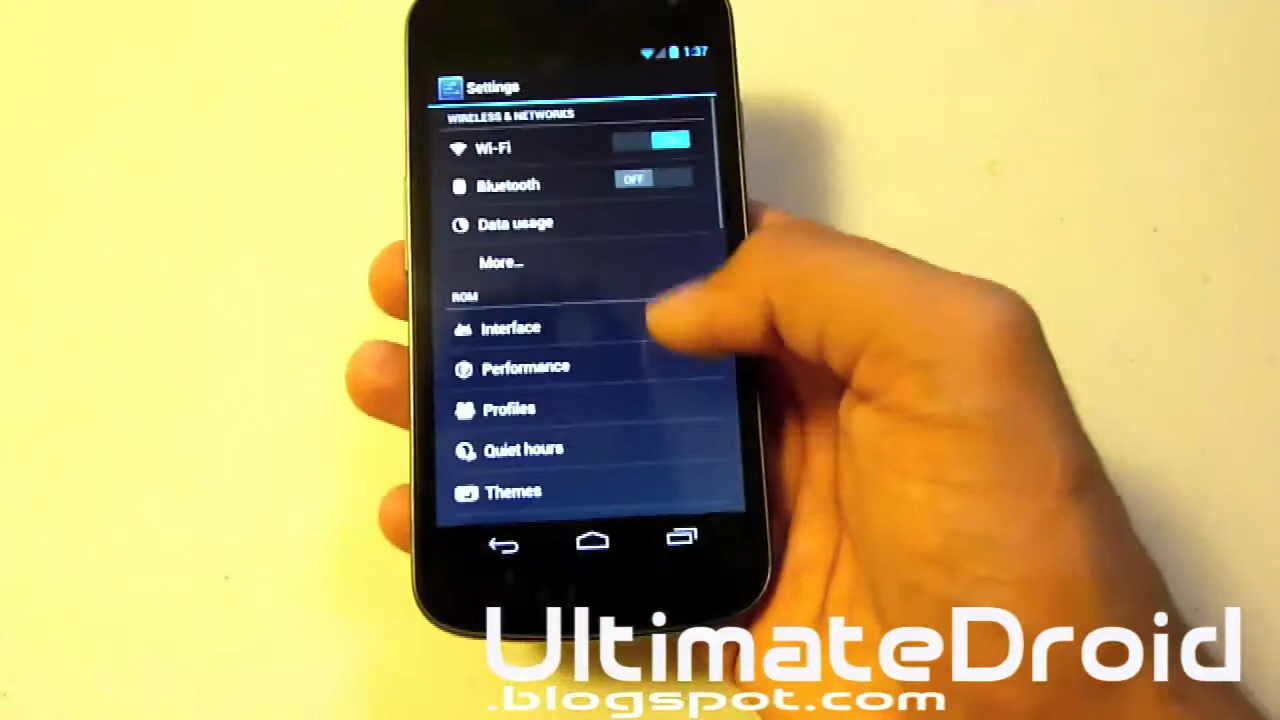 1:37
Settings
WIRELESS & NETWORKS
Wi-Fi
Bluetooth OFF
Data usage
More...
ROM
Interface
Performance
Profiles
Quiet hours
Themes
UltimateDroid
.blogspot.com